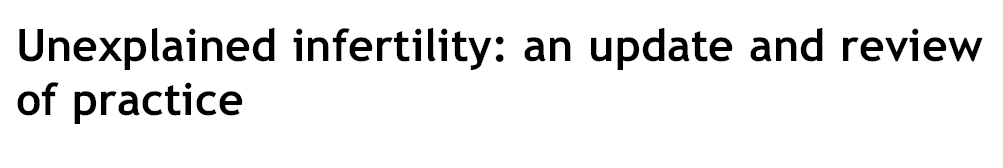 Unexplained infertility: an update and review
of practice